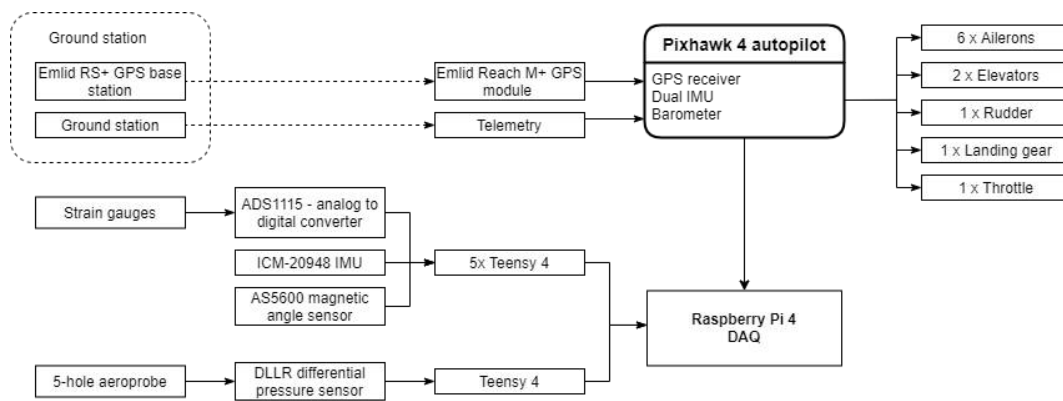 Ground station
Emlid RS+ GPS base
station
Ground station
Emlid Reach M+ GPS
module
Telemetry
Pixhawk 4 autopilot
GPS receiver
Dual IMU
Barometer
6 x Ailerons
2 x Elevators
1 x Rudder
1 x Landing gear
1 x Throttle
Strain gauges
ADS1115 - analog to
digital converter
ICM-20948 IMU
AS5600 magnetic
angle sensor
5x Teensy 4
5-hole aeroprobe
DLLR differential
pressure sensor
Teensy 4
Raspberry Pi 4
DAQ